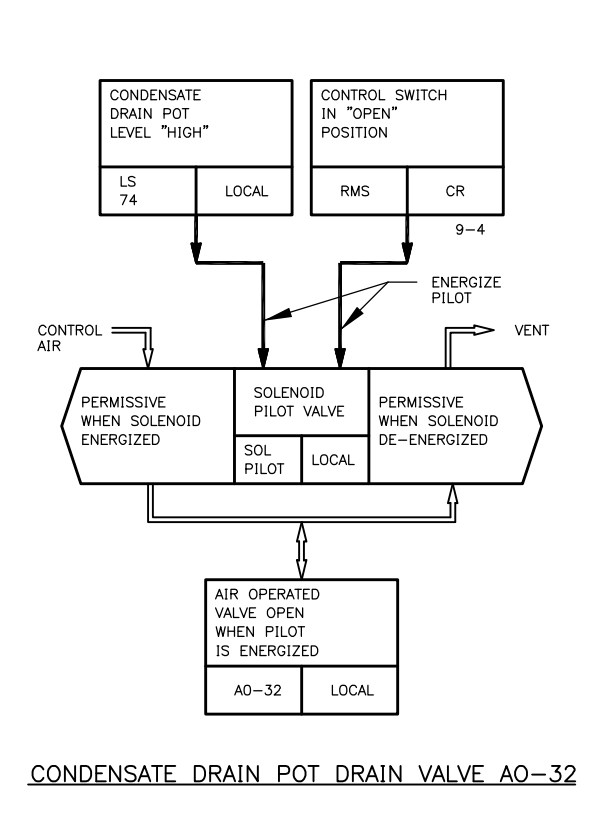 CONDENSATE
DRAIN POT
LEVEL "HIGH"
LS
74
LOCAL
CONTROL SWITCH
IN "OPEN"
POSITION
RMS
CR
9-4
ENERGIZE
PILOT
CONTROL
AIR
VENT
PERMISSIVE
WHEN SOLENOID
ENERGIZED
SOLENOID
PILOT VALVE
SOL
PILOT
LOCAL
PERMISSIVE
WHEN SOLENOID
DE-ENERGIZED
AIR OPERATED
VALVE OPEN
WHEN PILOT
IS ENERGIZED
AO-32
LOCAL
CONDENSATE DRAIN POT DRAIN VALVE AO-32